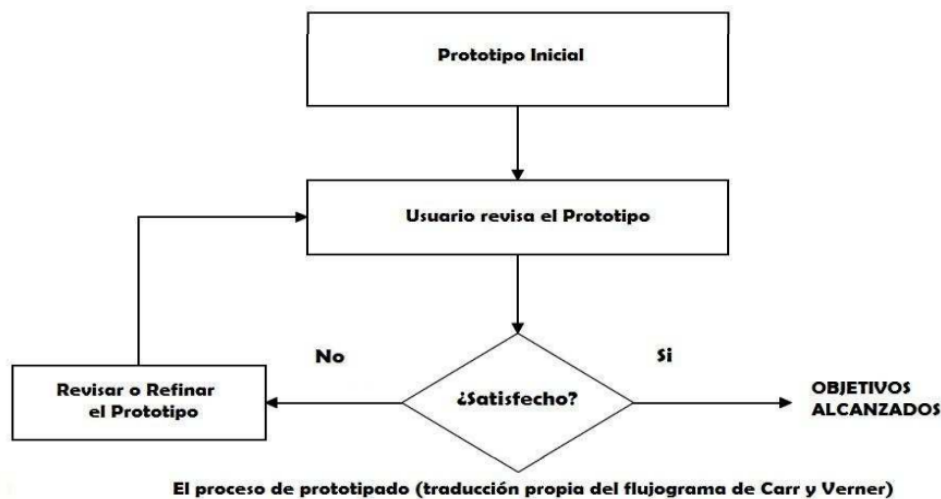 Prototipo Inicial
Usuario revisa el Prototipo
No
Si
Revisar o Refinar
el Prototipo
¿Satisfecho?
OBJETIVOS
ALCANZADOS
El proceso de prototipado (traducción propia del flujograma de Carr y Verner)